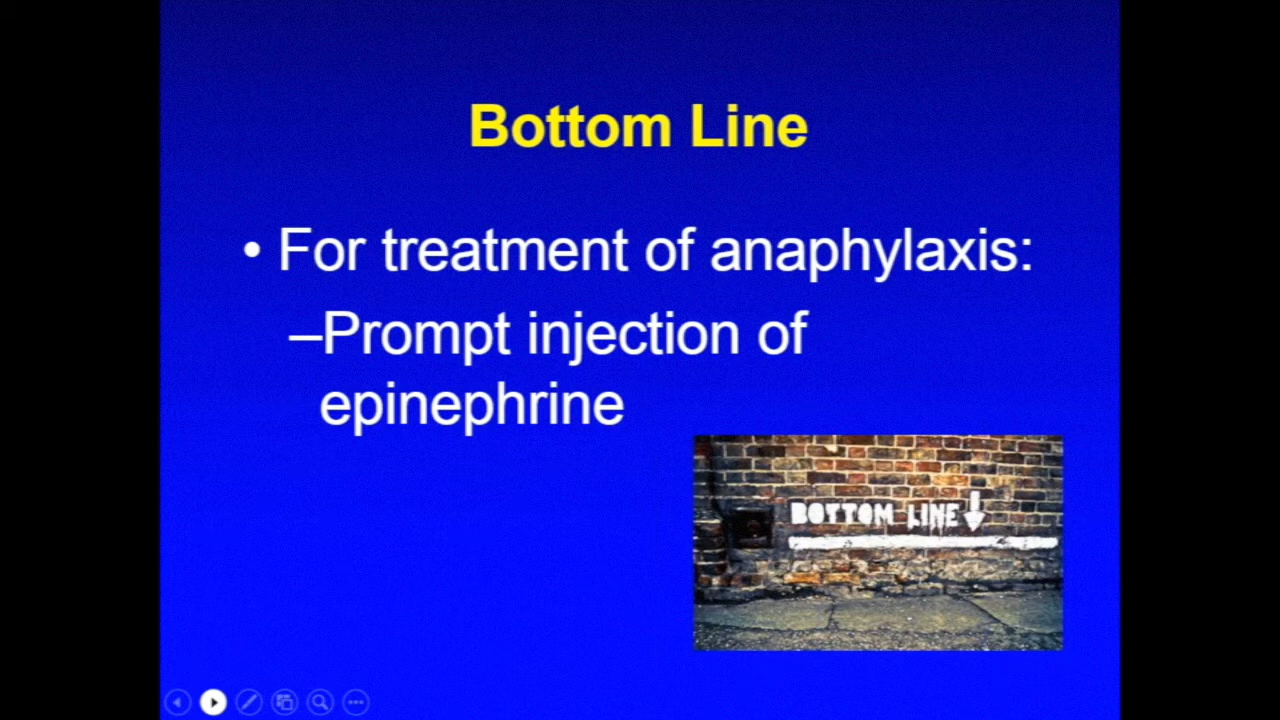 Bottom Line
• For treatment of anaphylaxis:
–Prompt injection of
epinephrine
BOTTOM LINE